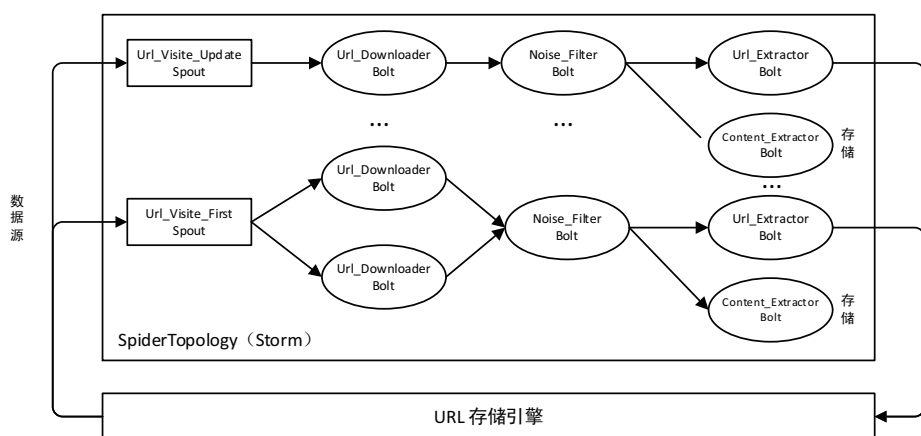 Url_Visite_Update
Spout
Url_Downloader
Bolt
Noise_Filter
Bolt
Url_Extractor
Bolt
...
...
Content_Extractor
Bolt
存
储
...
数
据
源
Url_Visite_First
Spout
Url_Downloader
Bolt
Url_Downloader
Bolt
Noise_Filter
Bolt
Url_Extractor
Bolt
Content_Extractor
Bolt
存
储
SpiderTopology（Storm）
URL 存储引擎